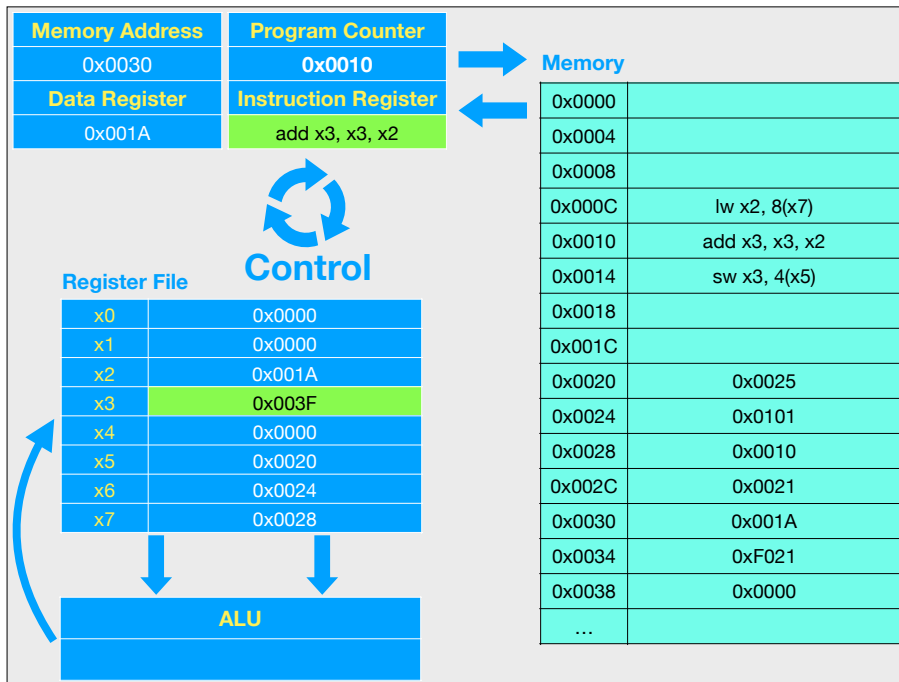 Memory Address Program Counter
0x0030 0x0010
Data Register Instruction Register
0x001A add x3, x3, x2
Control
Register File
x0 0x0000
x1 0x0000
x2 0x001A
x3 0x003F
x4 0x0000
x5 0x0020
x6 0x0024
x7 0x0028
ALU
Memory
0x0000
0x0004
0x0008
0x000C lw x2, 8(x7)
0x0010 add x3, x3, x2
0x0014 sw x3, 4(x5)
0x0018
0x001C
0x0020 0x0025
0x0024 0x0101
0x0028 0x0010
0x002C 0x0021
0x0030 0x001A
0x0034 0xF021
0x0038 0x0000
…